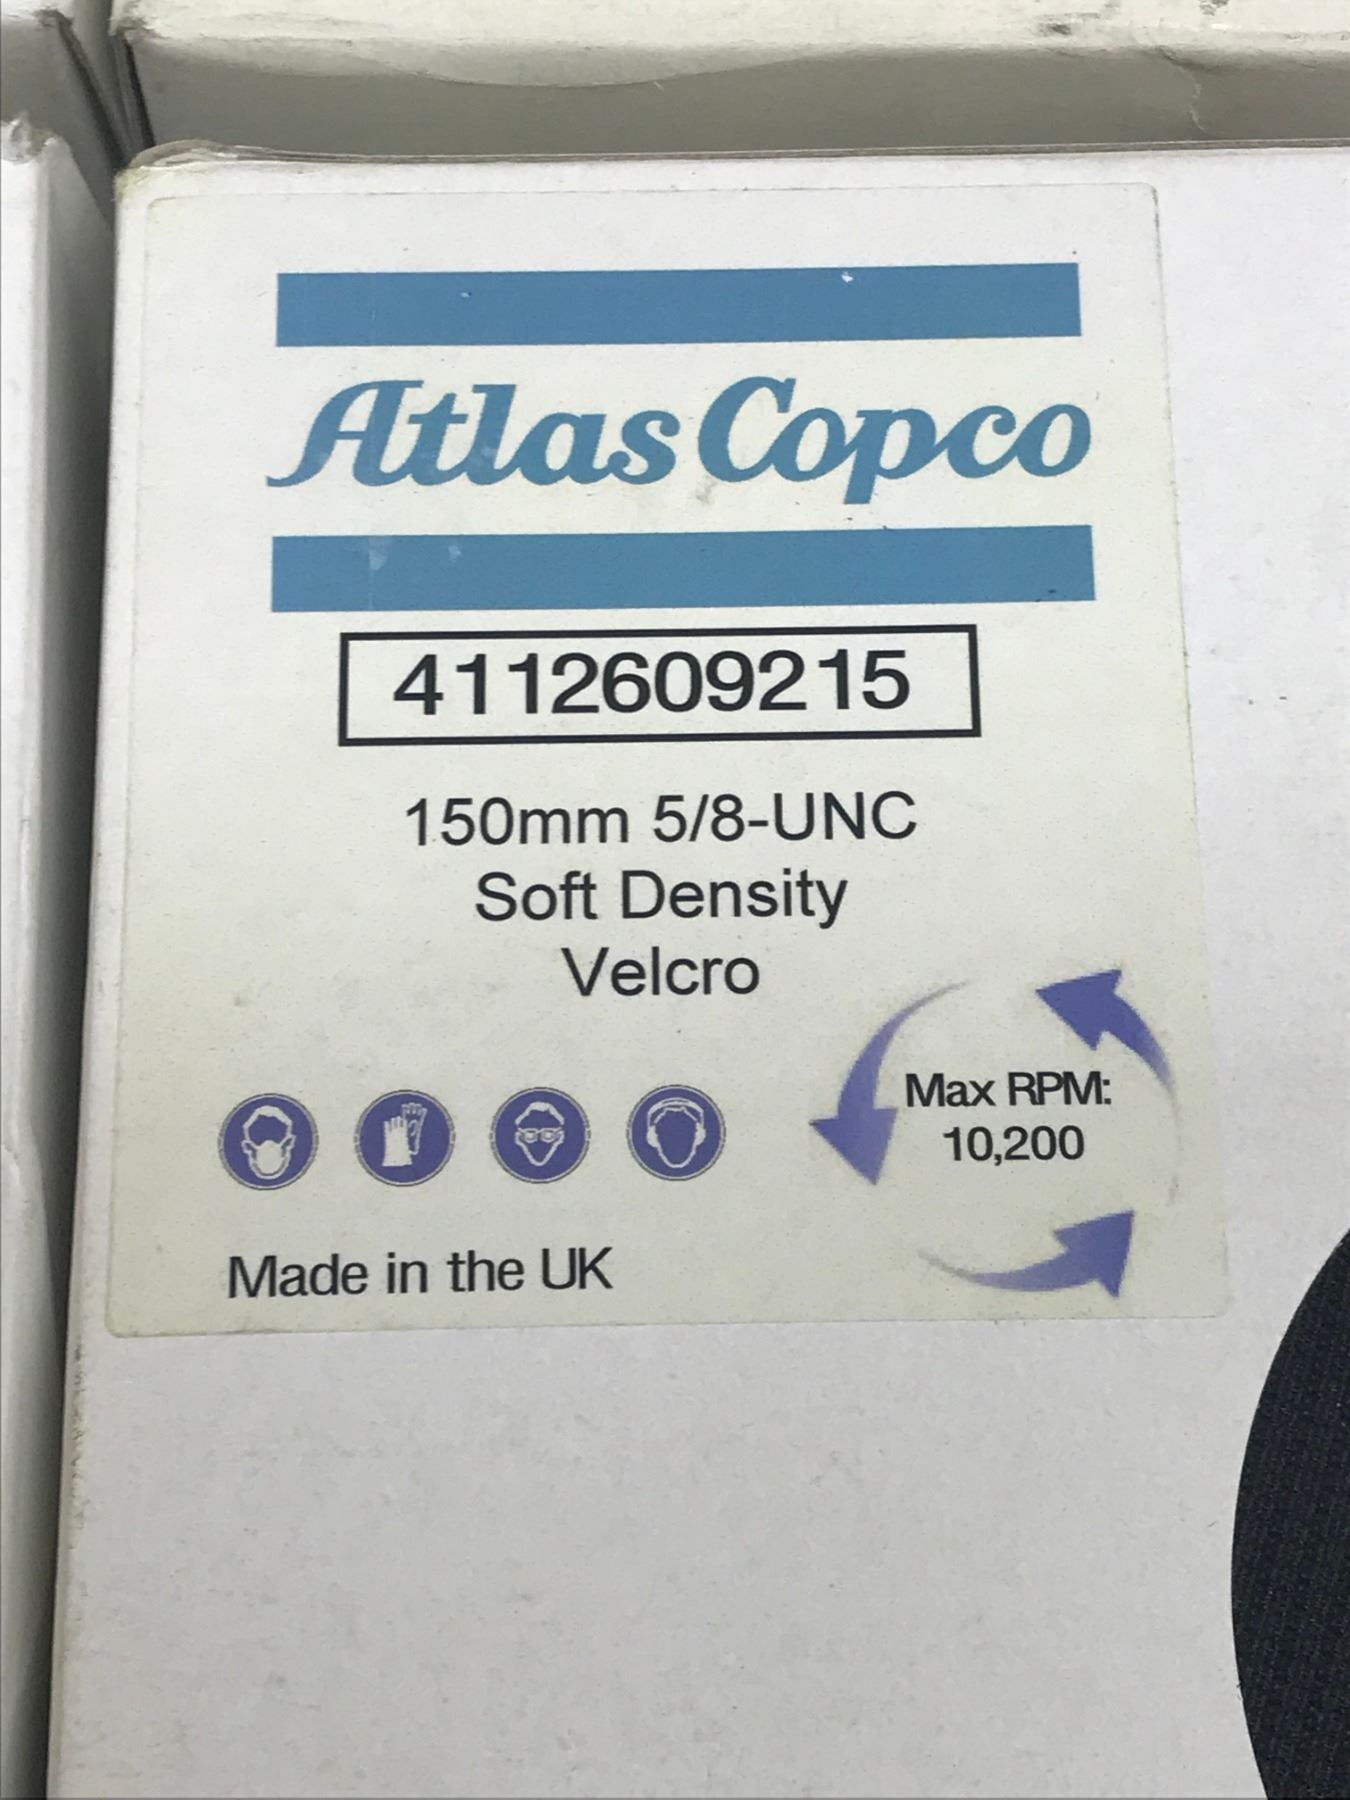 Atlas Copco
4112609215
150mm 5/8-UNC
Soft Density
Velcro
Max RPM:
10,200
Made in the UK